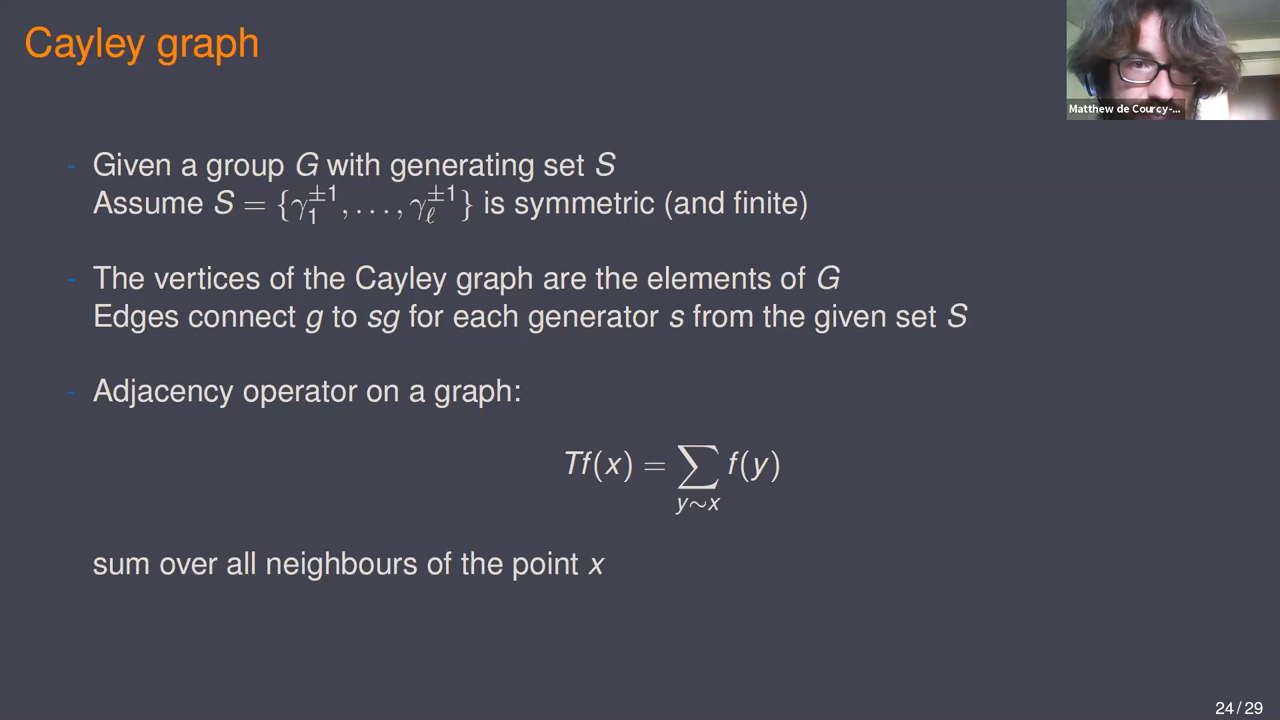 Cayley graph
Matthew de Courcy-...
- Given a group G with generating set S
Assume S = {γ₁^±1, ..., γ_ℓ^±1} is symmetric (and finite)
- The vertices of the Cayley graph are the elements of G
Edges connect g to sg for each generator s from the given set S
- Adjacency operator on a graph:
Tf(x) = ∑_{y∼x} f(y)
sum over all neighbours of the point x
24 / 29